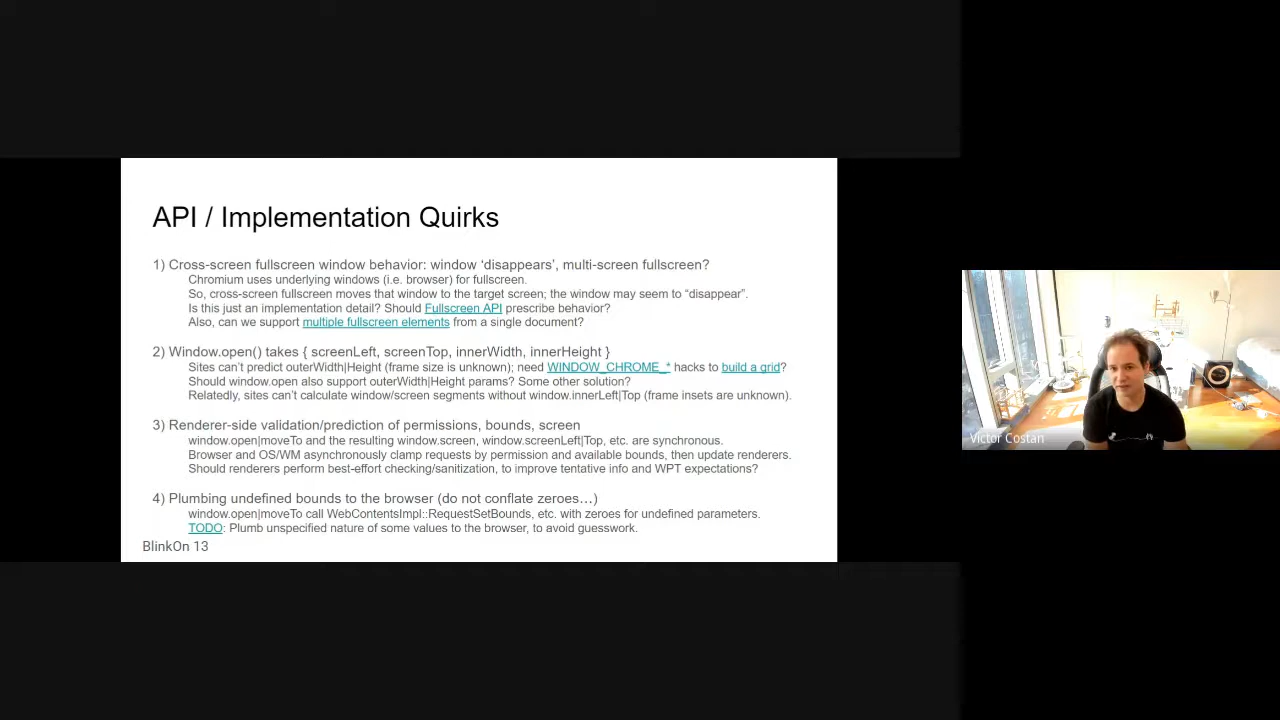 API / Implementation Quirks
1) Cross-screen fullscreen window behavior: window ‘disappears’, multi-screen fullscreen?
Chromium uses underlying windows (i.e. browser) for fullscreen.
So, cross-screen fullscreen moves that window to the target screen; the window may seem to “disappear”.
Is this just an implementation detail? Should Fullscreen API prescribe behavior?
Also, can we support multiple fullscreen elements from a single document?
2) Window.open() takes { screenLeft, screenTop, innerWidth, innerHeight }
Sites can’t predict outerWidth|Height (frame size is unknown); need WINDOW_CHROME_* hacks to build a grid?
Should window.open also support outerWidth|Height params? Some other solution?
Relatedly, sites can’t calculate window/screen segments without window.innerLeft|Top (frame insets are unknown).
3) Renderer-side validation/prediction of permissions, bounds, screen
window.open|moveTo and the resulting window.screen, window.screenLeft|Top, etc. are synchronous.
Browser and OS/WM asynchronously clamp requests by permission and available bounds, then update renderers.
Should renderers perform best-effort checking/sanitization, to improve tentative info and WPT expectations?
4) Plumbing undefined bounds to the browser (do not conflate zeroes…)
window.open|moveTo call WebContentsImpl::RequestSetBounds, etc. with zeroes for undefined parameters.
TODO: Plumb unspecified nature of some values to the browser, to avoid guesswork.
BlinkOn 13
Victor Costan